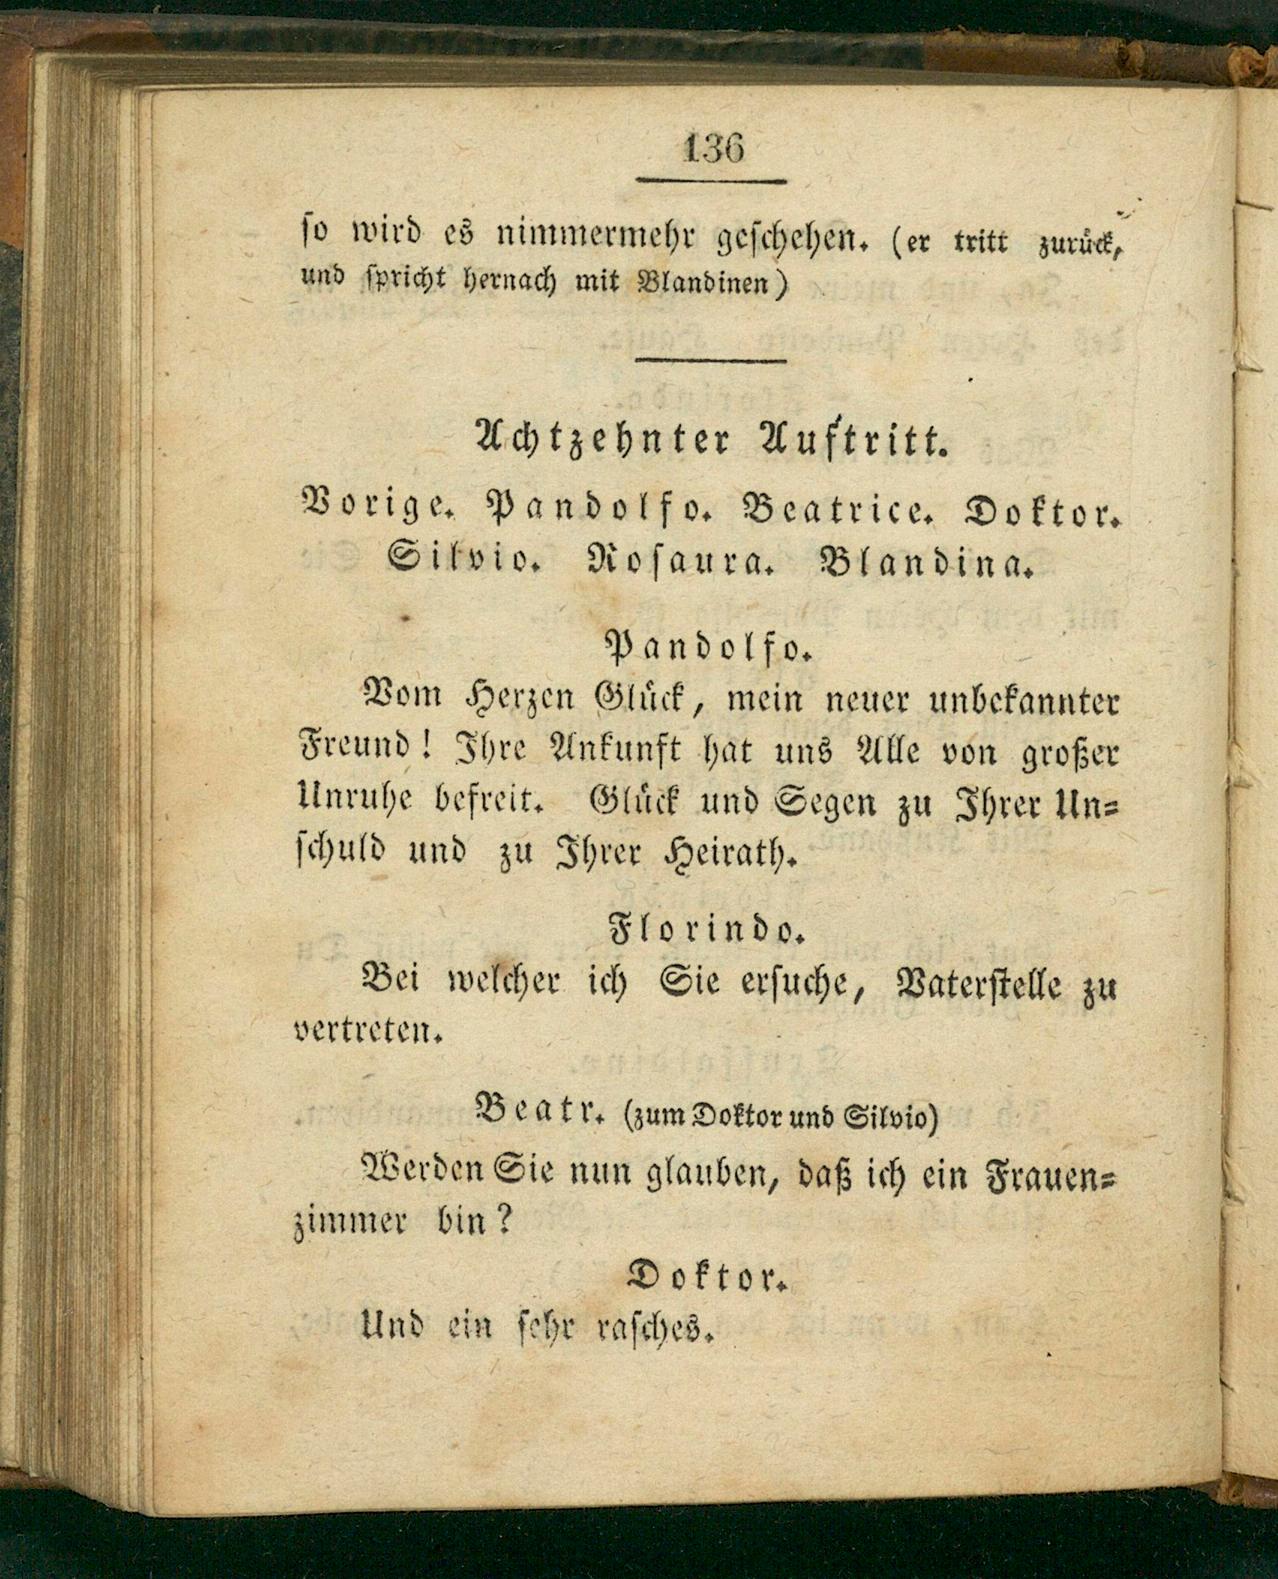 136
so wird es nimmermehr geschehen. (er tritt zurück,
und spricht hernach mit Blandinen)
Achtzehnter Auftritt.
Vorige. Pandolfo. Beatrice. Doktor.
Silvio. Rosaura. Blandina.
Pandolfo.
Vom Herzen Glück, mein neuer unbekannter
Freund! Ihre Ankunft hat uns Alle von großer
Unruhe befreit. Glück und Segen zu Ihrer Un=
schuld und zu Ihrer Heirath.
Florindo.
Bei welcher ich Sie ersuche, Vaterstelle zu
vertreten.
Beatr. (zum Doktor und Silvio)
Werden Sie nun glauben, daß ich ein Frauen=
zimmer bin?
Doktor.
Und ein sehr rasches.